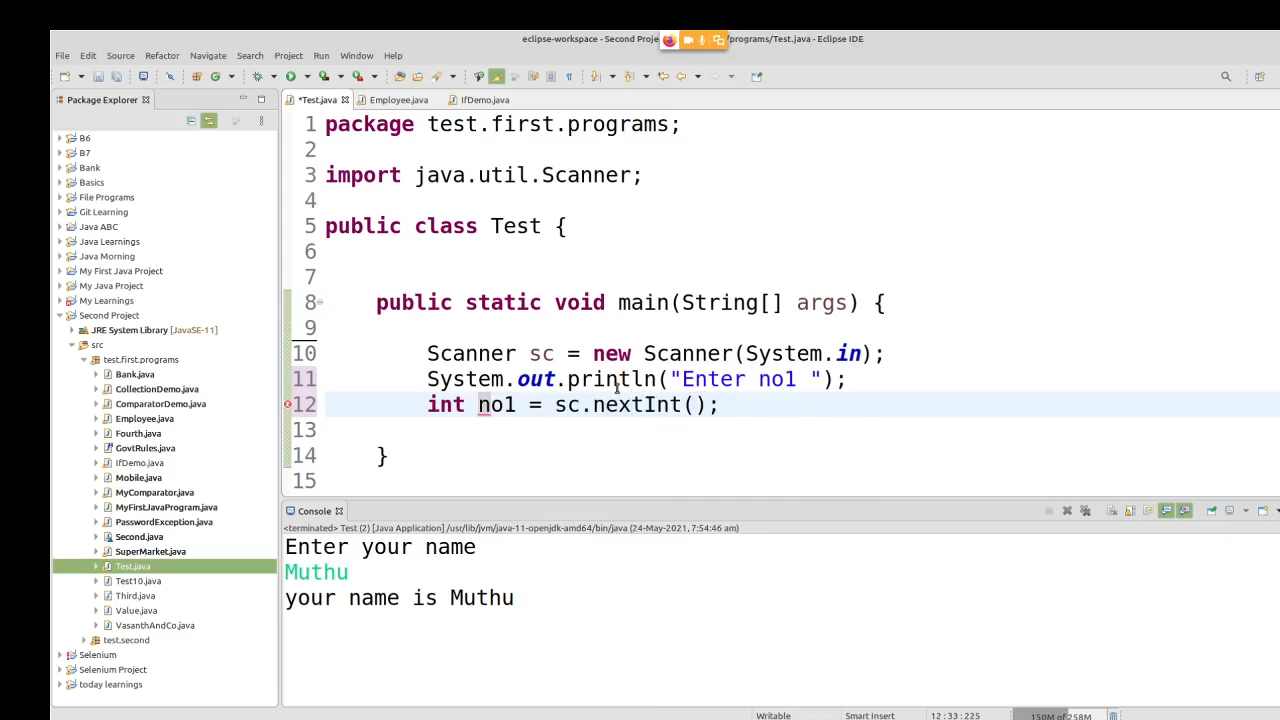 eclipse-workspace - Second Proje /programs/Test.java - Eclipse IDE
File Edit Source Refactor Navigate Search Project Run Window Help
Package Explorer
*Test.java Employee.java IfDemo.java
B6
B7
Bank
Basics
File Programs
Git Learning
Java ABC
Java Learnings
Java Morning
My First Java Project
My Java Project
My Learnings
Second Project
JRE System Library [JavaSE-11]
src
test.first.programs
Bank.java
CollectionDemo.java
ComparatorDemo.java
Employee.java
Fourth.java
GovtRules.java
IfDemo.java
Mobile.java
MyComparator.java
MyFirstJavaProgram.java
PasswordException.java
Second.java
SuperMarket.java
Test.java
Test10.java
Third.java
Value.java
VasanthAndCo.java
test.second
Selenium
Selenium Project
today learnings
1 package test.first.programs;
2
3 import java.util.Scanner;
4
5 public class Test {
6
7
8 public static void main(String[] args) {
9
10 Scanner sc = new Scanner(System.in);
11 System.out.println("Enter no1 ");
12 int no1 = sc.nextInt();
13
14 }
15
Console
<terminated> Test (2) [Java Application] /usr/lib/jvm/java-11-openjdk-amd64/bin/java (24-May-2021, 7:54:46 am)
Enter your name
Muthu
your name is Muthu
Writable Smart Insert 12 : 33 : 225 150M of 258M